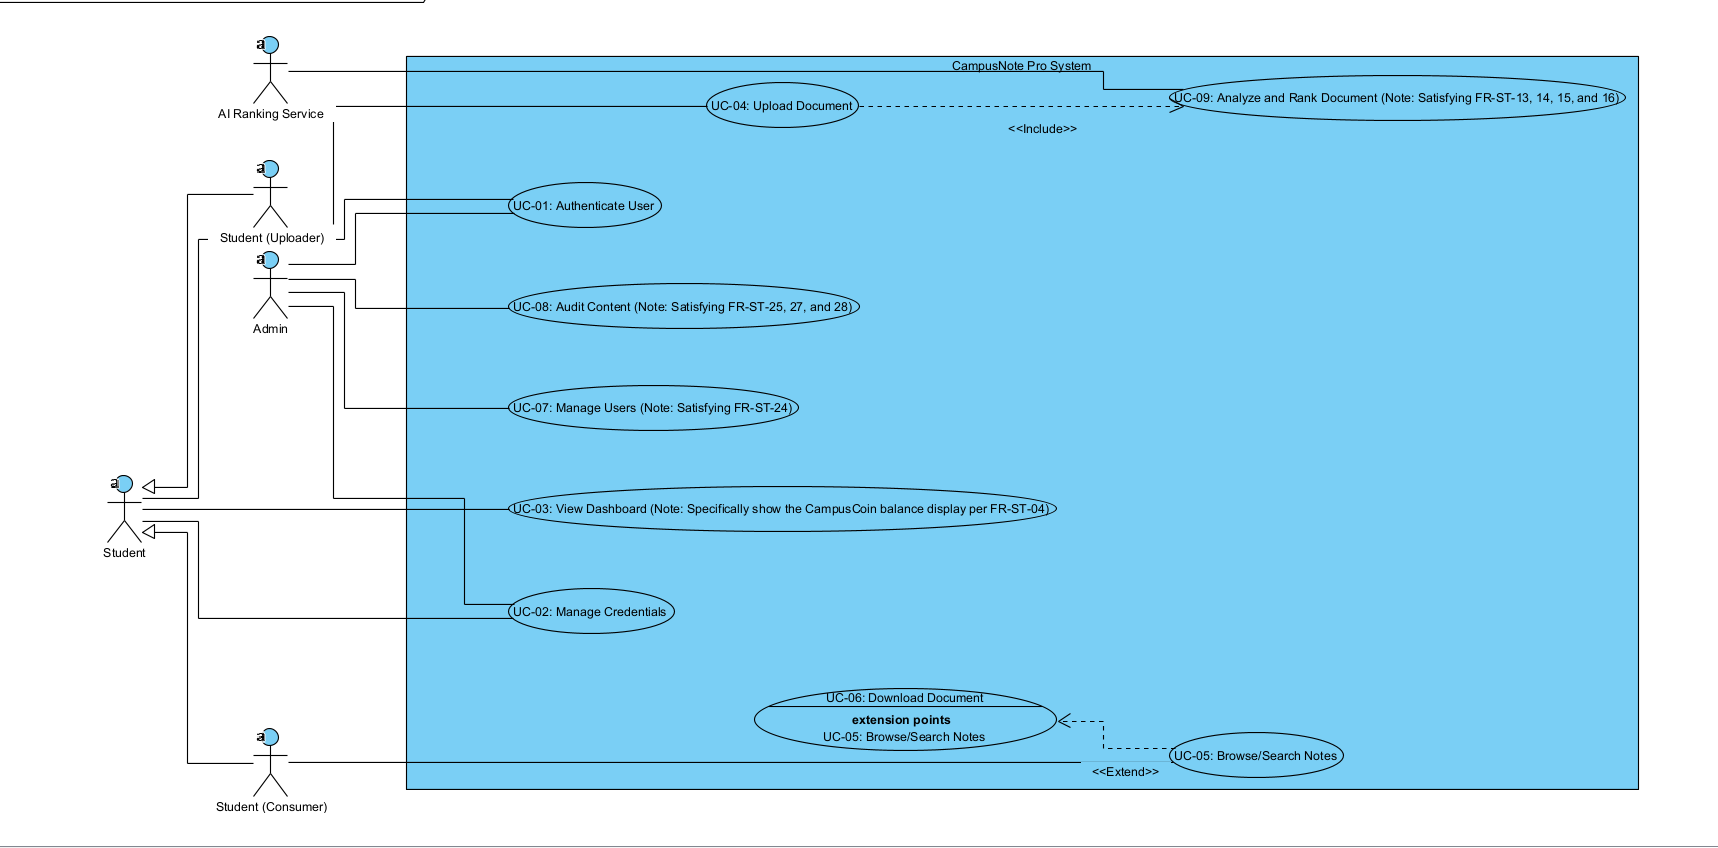 CampusNote Pro System
AI Ranking Service
UC-04: Upload Document
UC-09: Analyze and Rank Document (Note: Satisfying FR-ST-13, 14, 15, and 16)
<<Include>>
a
a
Student (Uploader)
UC-01: Authenticate User
a
Admin
UC-08: Audit Content (Note: Satisfying FR-ST-25, 27, and 28)
UC-07: Manage Users (Note: Satisfying FR-ST-24)
a
Student
UC-03: View Dashboard (Note: Specifically show the CampusCoin balance display per FR-ST-04)
UC-02: Manage Credentials
UC-06: Download Document
extension points
UC-05: Browse/Search Notes
UC-05: Browse/Search Notes
<<Extend>>
a
Student (Consumer)